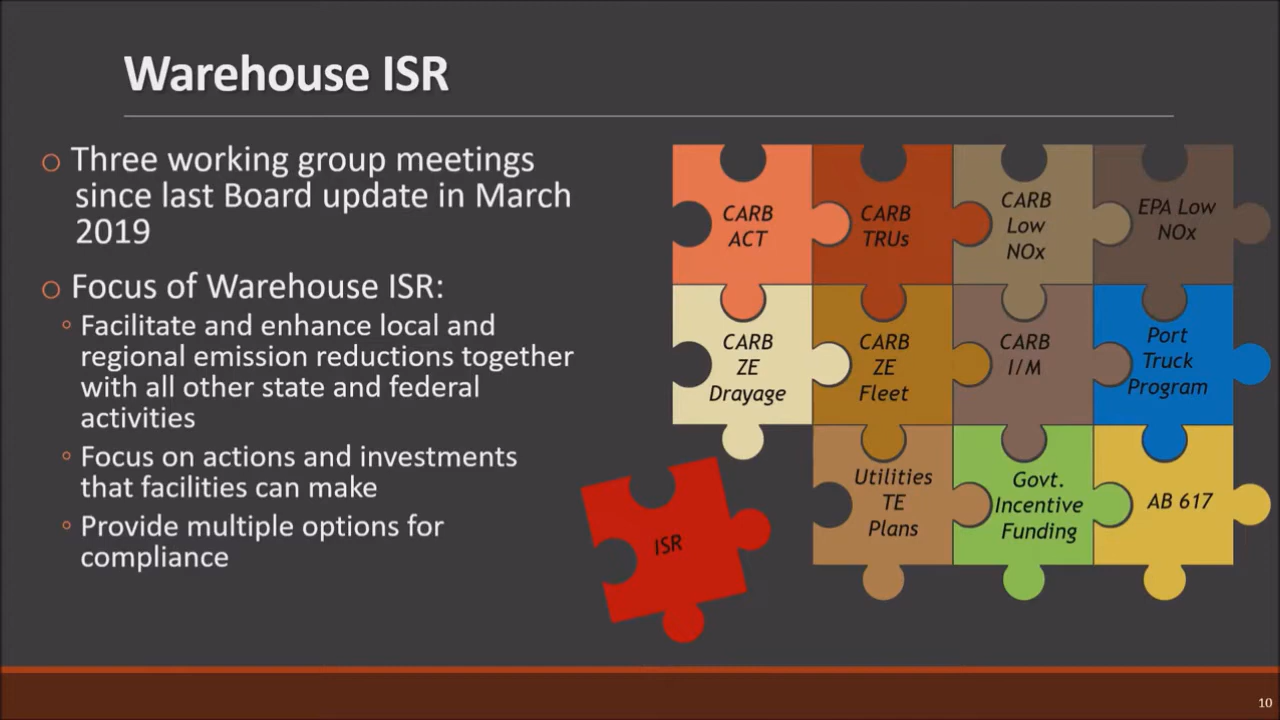 Warehouse ISR
o Three working group meetings
since last Board update in March
2019
o Focus of Warehouse ISR:
◦ Facilitate and enhance local and
regional emission reductions together
with all other state and federal
activities
◦ Focus on actions and investments
that facilities can make
◦ Provide multiple options for
compliance
CARB
ACT
CARB
TRUs
CARB
Low
NOx
EPA Low
NOx
CARB
ZE
Drayage
CARB
ZE
Fleet
CARB
I/M
Port
Truck
Program
ISR
Utilities
TE
Plans
Govt.
Incentive
Funding
AB 617
10